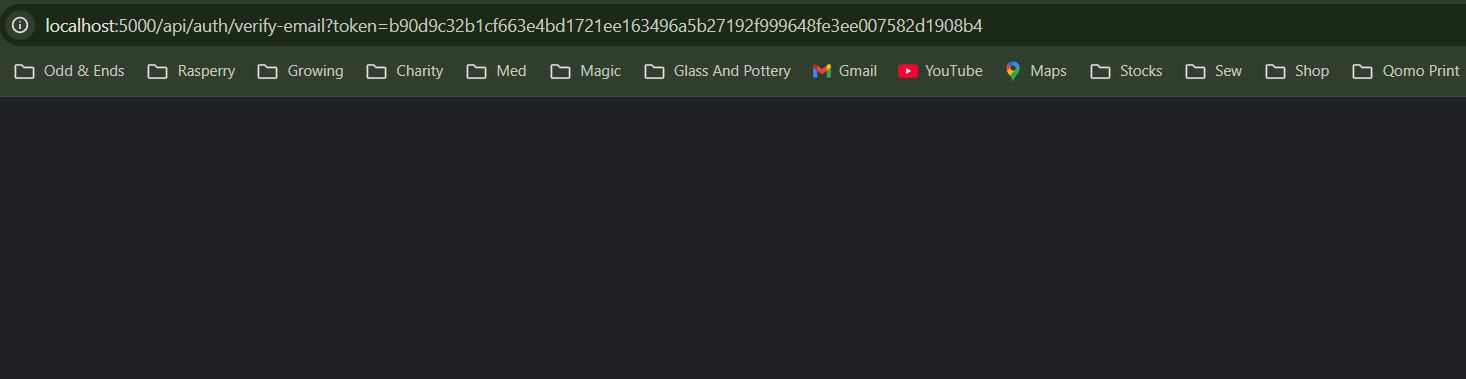 localhost:5000/api/auth/verify-email?token=b90d9c32b1cf663e4bd1721ee163496a5b27192f999648fe3ee007582d1908b4
Odd & Ends Rasperry Growing Charity Med Magic Glass And Pottery Gmail YouTube Maps Stocks Sew Shop Qomo Print